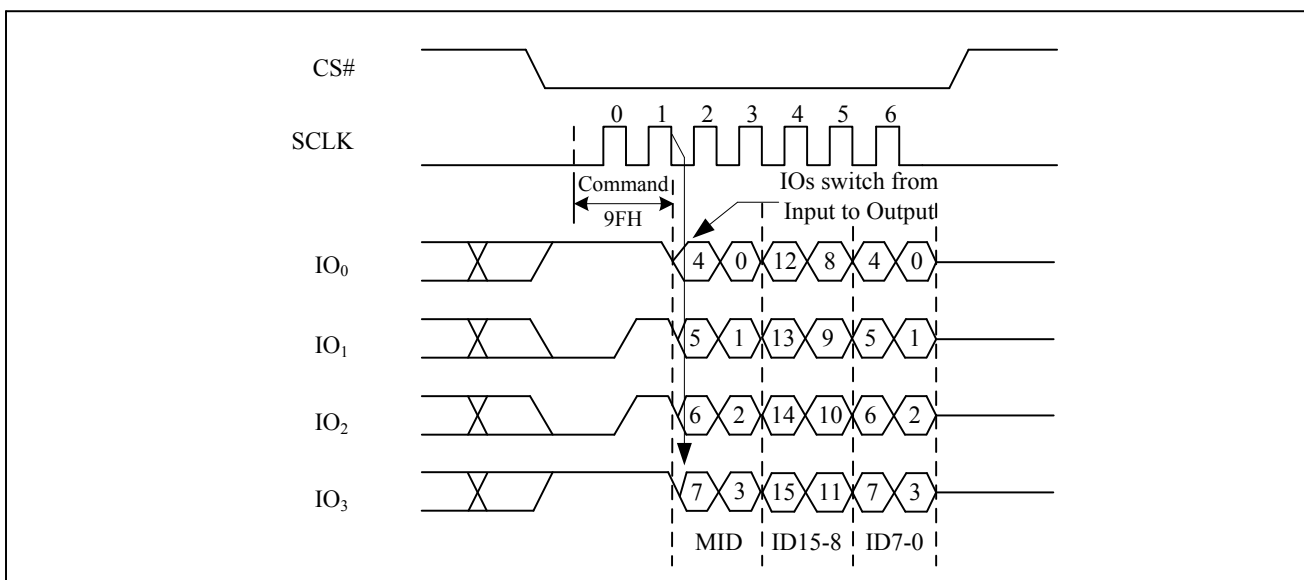 CS#
0 1 2 3 4 5 6
SCLK
Command
9FH
IOs switch from
Input to Output
IO₀ 4 0 12 8 4 0
IO₁ 5 1 13 9 5 1
IO₂ 6 2 14 10 6 2
IO₃ 7 3 15 11 7 3
MID ID15-8 ID7-0